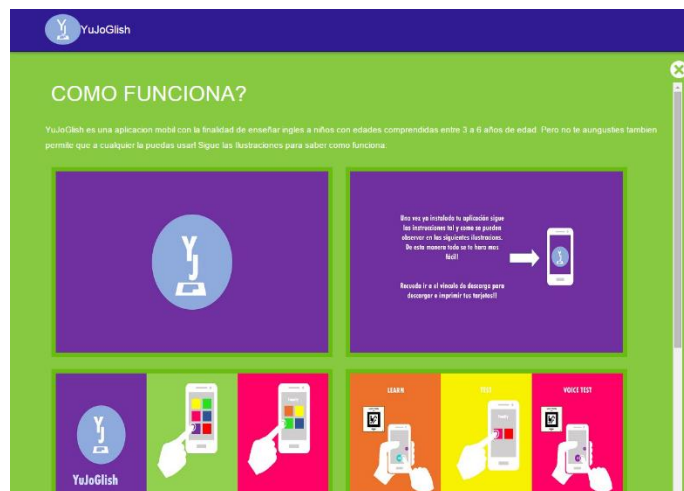 YuJoGlish
COMO FUNCIONA?
YuJoGlish es una aplicacion mobil con la finalidad de enseñar ingles a niños con edades comprendidas entre 3 a 6 años de edad. Pero no te aungusties tambien
permite que a cualquier la puedas usar! Sigue las Ilustraciones para saber como funciona.
YJ
Una vez ya instalada tu aplicación sigue
las instrucciones tal y como se pueden
observar en las siguientes ilustraciones.
De esta manera todo se te hara mas
fácil!
Recueda ir a el vinculo de descarga para
descargar e imprimir tus tarjetas!!
YJ
YuJoGlish
LEARN
TEST
VOICE TEST